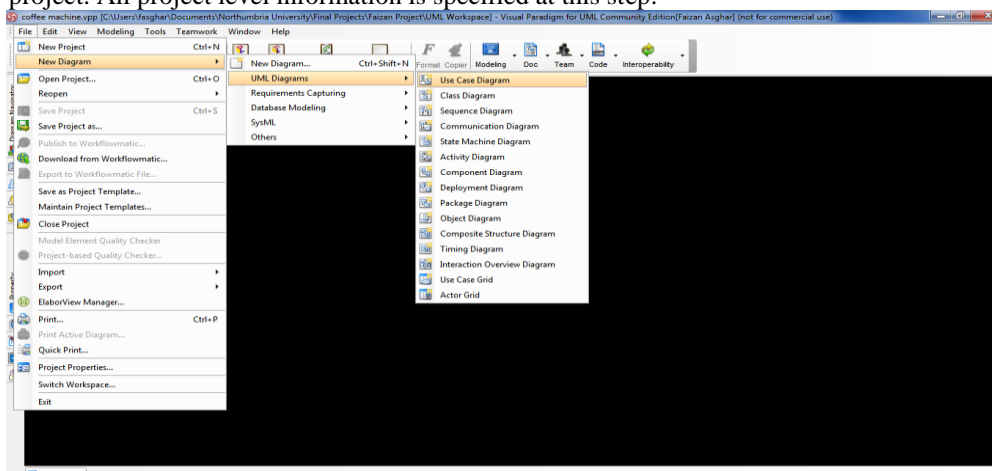 project. All project level information is specified at this step.
coffee machine.vpp [C:\Users\fasghar\Documents\Northumbria University\Final Projects\Faizan Project\UML Workspace] - Visual Paradigm for UML Community Edition[Faizan Asghar] (not for commercial use)
File Edit View Modeling Tools Teamwork Window Help
New Project Ctrl+N
New Diagram
Open Project... Ctrl+O
Reopen
Save Project Ctrl+S
Save Project as...
Publish to Workflowmatic...
Download from Workflowmatic...
Export to Workflowmatic File...
Save as Project Template...
Maintain Project Templates...
Close Project
Model Element Quality Checker
Project-based Quality Checker...
Import
Export
ElaborView Manager...
Print... Ctrl+P
Print Active Diagram...
Quick Print...
Project Properties...
Switch Workspace...
Exit
New Diagram... Ctrl+Shift+N
UML Diagrams
Requirements Capturing
Database Modeling
SysML
Others
Format Copier Modeling Doc Team Code Interoperability
Use Case Diagram
Class Diagram
Sequence Diagram
Communication Diagram
State Machine Diagram
Activity Diagram
Component Diagram
Deployment Diagram
Package Diagram
Object Diagram
Composite Structure Diagram
Timing Diagram
Interaction Overview Diagram
Use Case Grid
Actor Grid